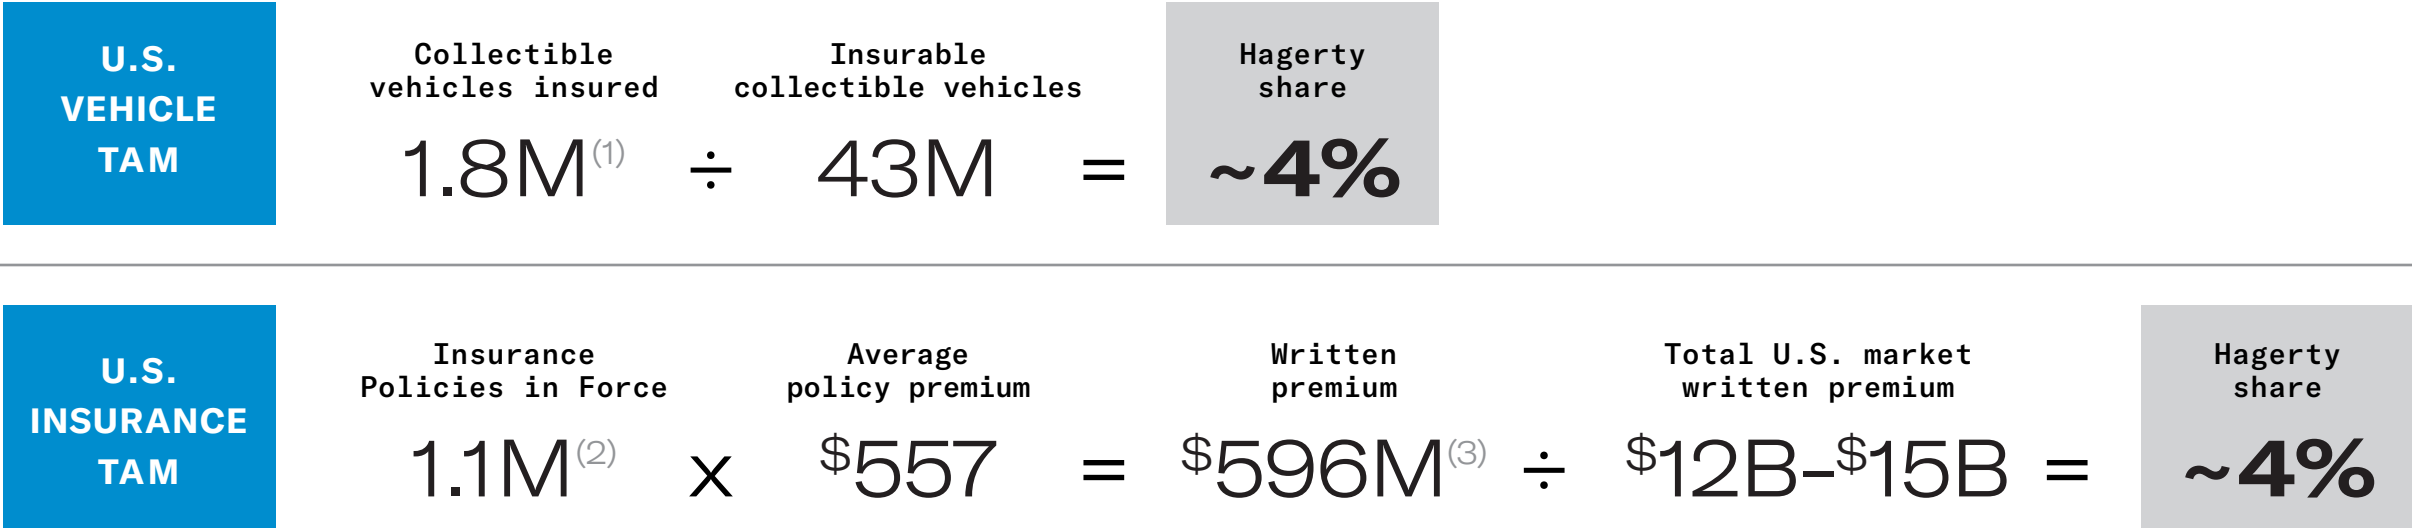 U.S.
VEHICLE
TAM
Collectible
vehicles insured
1.8M(1)
÷
Insurable
collectible vehicles
43M
=
Hagerty
share
~4%
U.S.
INSURANCE
TAM
Insurance
Policies in Force
1.1M(2)
x
Average
policy premium
$557
=
Written
premium
$596M(3)
÷
Total U.S. market
written premium
$12B–$15B
=
Hagerty
share
~4%